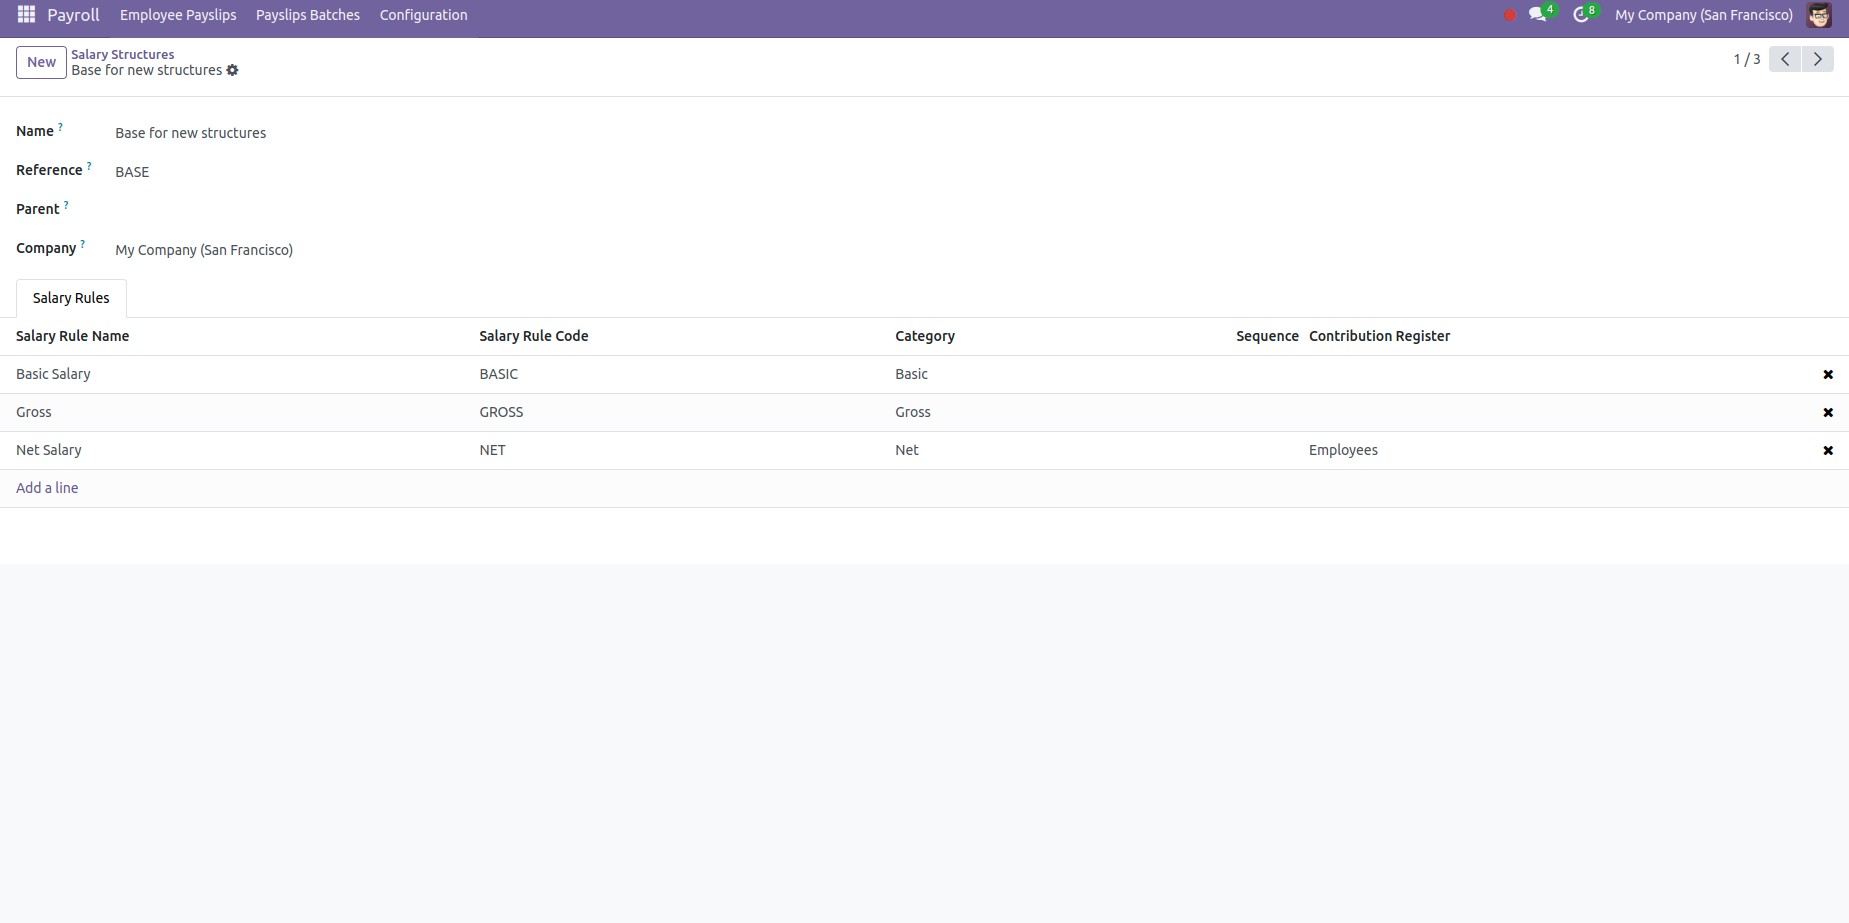 Payroll Employee Payslips Payslips Batches Configuration 4 8 My Company (San Francisco)
New Salary Structures
Base for new structures
1 / 3
Name ? Base for new structures
Reference ? BASE
Parent ?
Company ? My Company (San Francisco)
Salary Rules
Salary Rule Name Salary Rule Code Category Sequence Contribution Register
Basic Salary BASIC Basic
Gross GROSS Gross
Net Salary NET Net Employees
Add a line